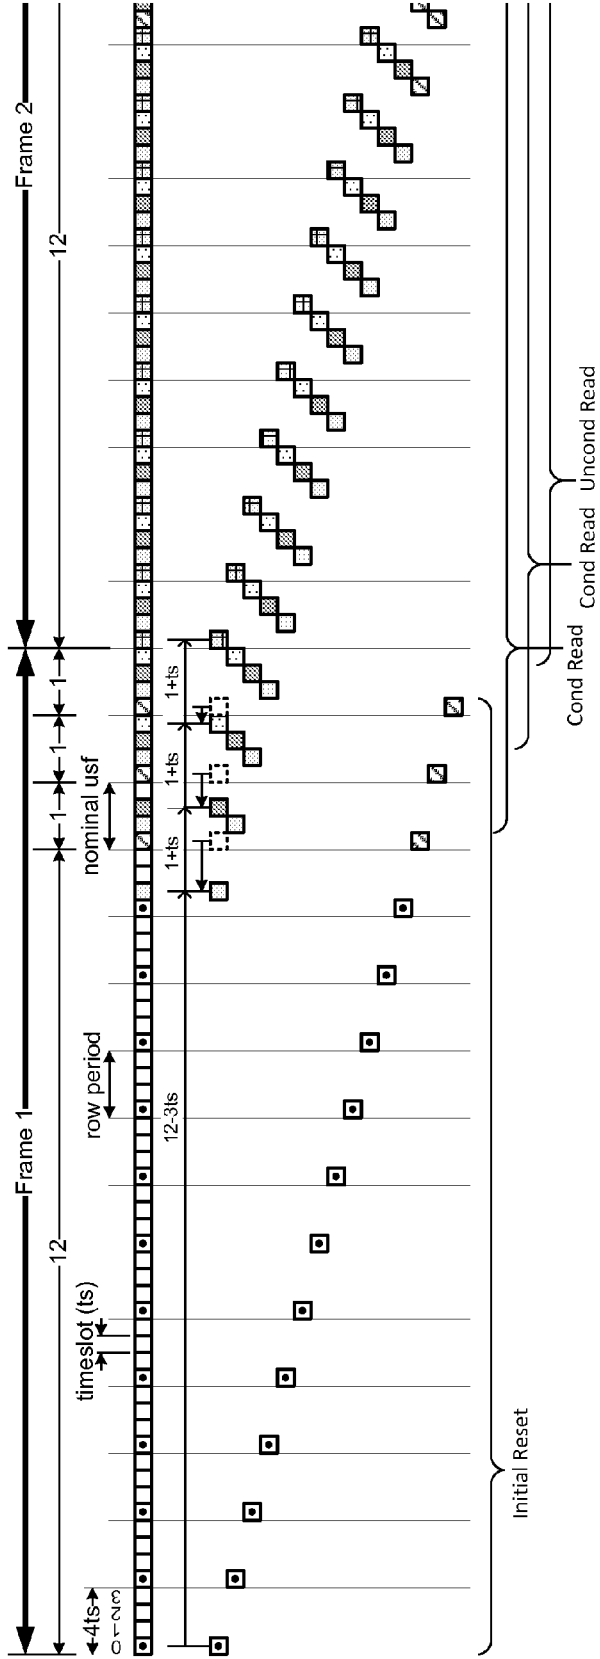 Frame 1
Frame 2
12
1
1
1
12
timeslot (ts)
row period
nominal usf
4ts
0 1 2 3
12-3ts
1+ts
1+ts
1+ts
Initial Reset
Cond Read
Cond Read
Uncond Read